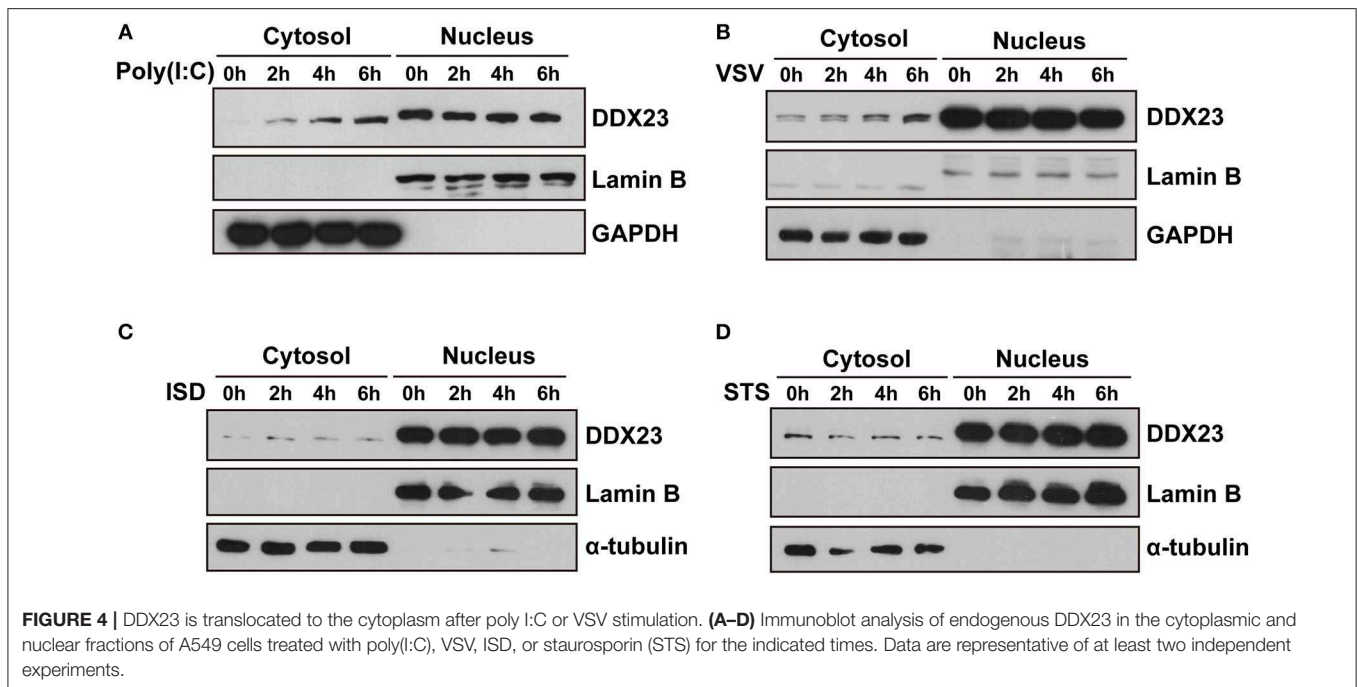 A
Cytosol Nucleus
Poly(I:C) 0h 2h 4h 6h 0h 2h 4h 6h
DDX23
Lamin B
GAPDH
B
Cytosol Nucleus
VSV 0h 2h 4h 6h 0h 2h 4h 6h
DDX23
Lamin B
GAPDH
C
Cytosol Nucleus
ISD 0h 2h 4h 6h 0h 2h 4h 6h
DDX23
Lamin B
α-tubulin
D
Cytosol Nucleus
STS 0h 2h 4h 6h 0h 2h 4h 6h
DDX23
Lamin B
α-tubulin
FIGURE 4 | DDX23 is translocated to the cytoplasm after poly I:C or VSV stimulation. (A–D) Immunoblot analysis of endogenous DDX23 in the cytoplasmic and
nuclear fractions of A549 cells treated with poly(I:C), VSV, ISD, or staurosporin (STS) for the indicated times. Data are representative of at least two independent
experiments.